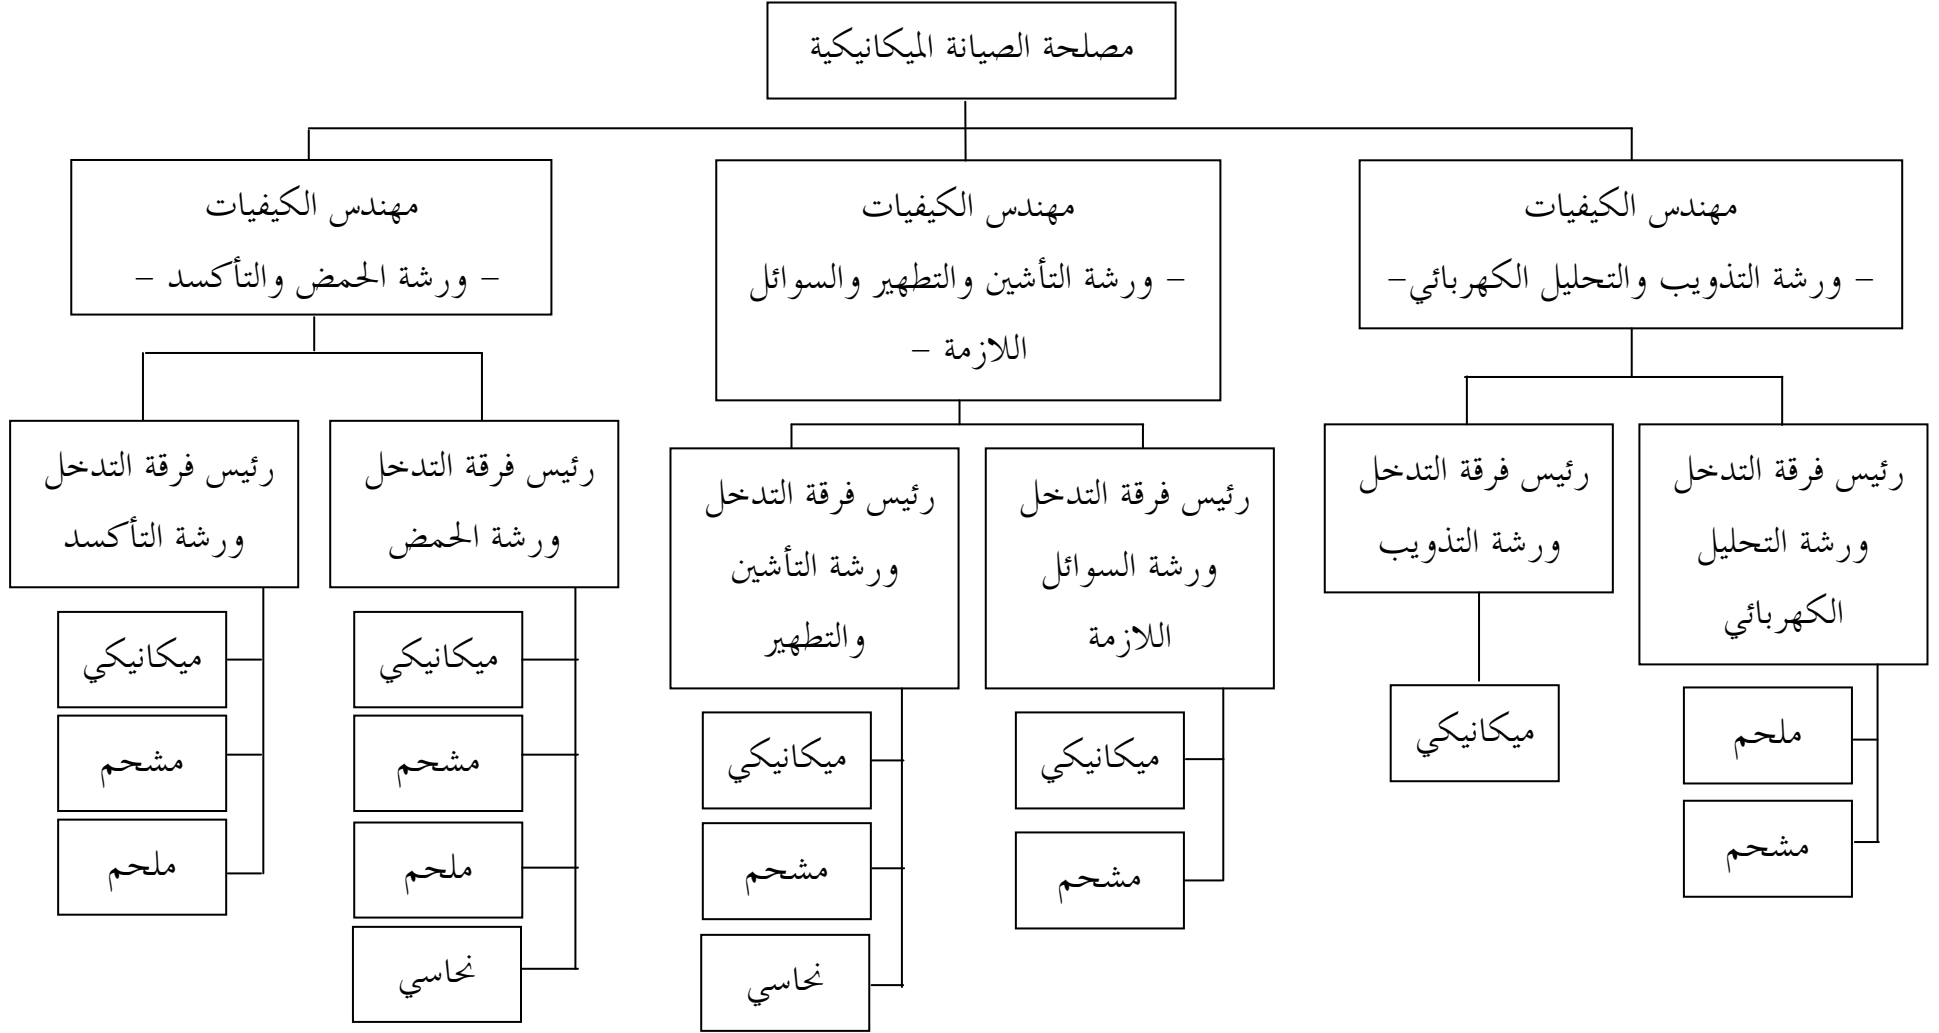 مصلحة الصيانة الميكانيكية
مهندس الكيفيات
– ورشة التذويب والتحليل الكهربائي–
مهندس الكيفيات
– ورشة التأشين والتطهير والسوائل
اللازمة –
مهندس الكيفيات
– ورشة الحمض والتأكسد –
رئيس فرقة التدخل
ورشة التحليل
الكهربائي
رئيس فرقة التدخل
ورشة التذويب
رئيس فرقة التدخل
ورشة السوائل
اللازمة
رئيس فرقة التدخل
ورشة التأشين
والتطهير
رئيس فرقة التدخل
ورشة الحمض
رئيس فرقة التدخل
ورشة التأكسد
ملحم
مشحم
ميكانيكي
ميكانيكي
مشحم
ميكانيكي
مشحم
نحاسي
ميكانيكي
مشحم
ملحم
نحاسي
ميكانيكي
مشحم
ملحم